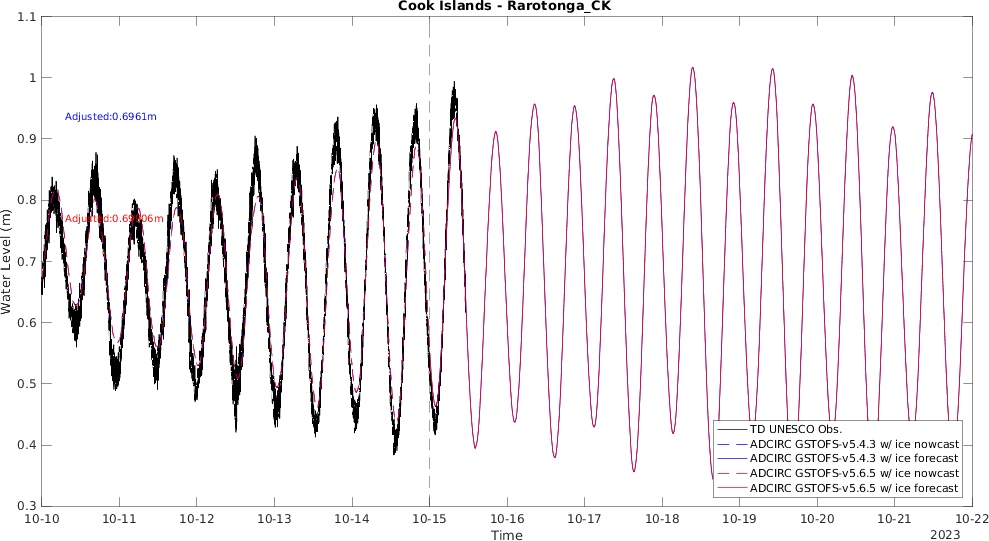 Cook Islands - Rarotonga_CK
1.1
1
0.9
0.8
0.7
0.6
0.5
0.4
0.3
Water Level (m)
Adjusted:0.6961m
10-10
10-11
10-12
10-13
10-14
10-15
10-16
10-17
10-18
10-19
10-20
10-21
10-22
Time
2023
TD UNESCO Obs.
ADCIRC GSTOFS-v5.4.3 w/ ice nowcast
ADCIRC GSTOFS-v5.4.3 w/ ice forecast
ADCIRC GSTOFS-v5.6.5 w/ ice nowcast
ADCIRC GSTOFS-v5.6.5 w/ ice forecast